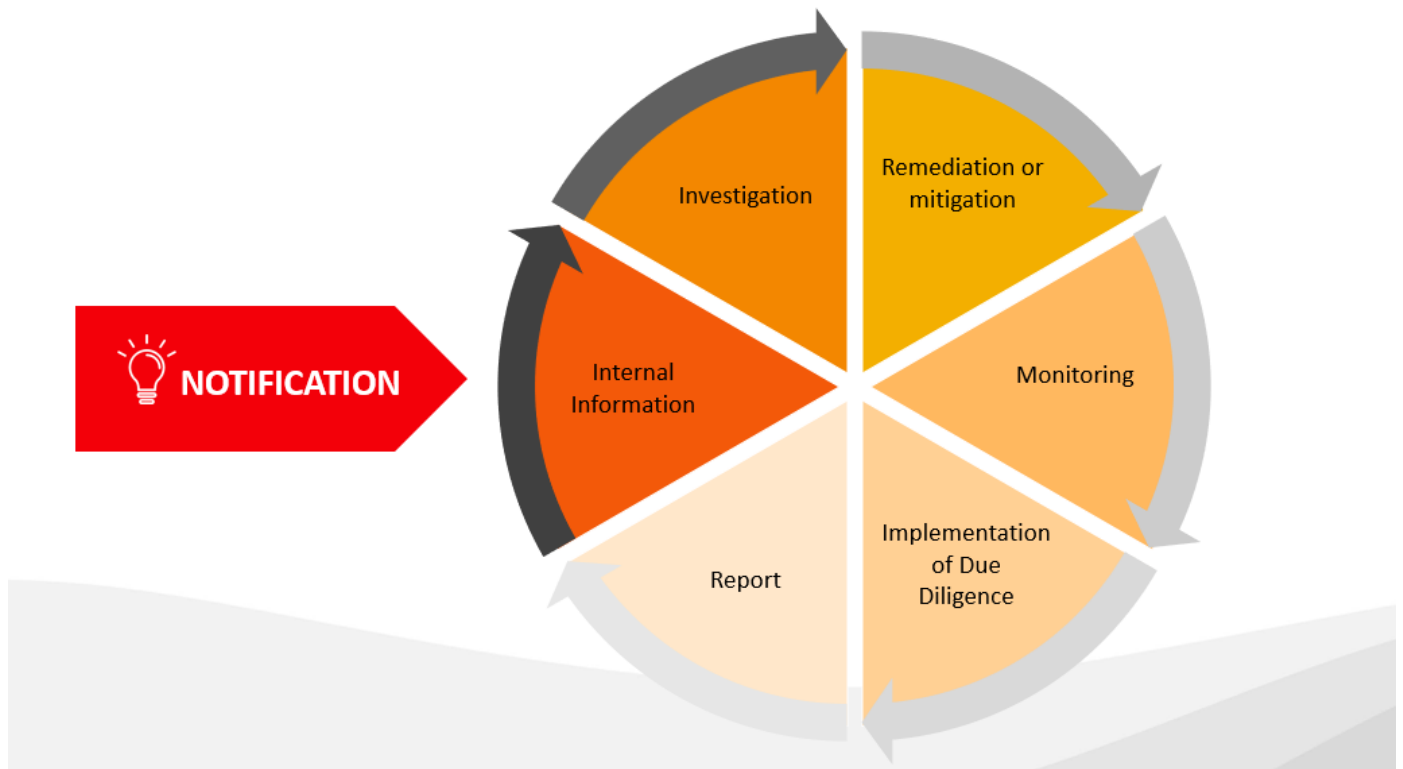 NOTIFICATION
Internal
Information
Investigation
Remediation or
mitigation
Monitoring
Implementation
of Due
Diligence
Report